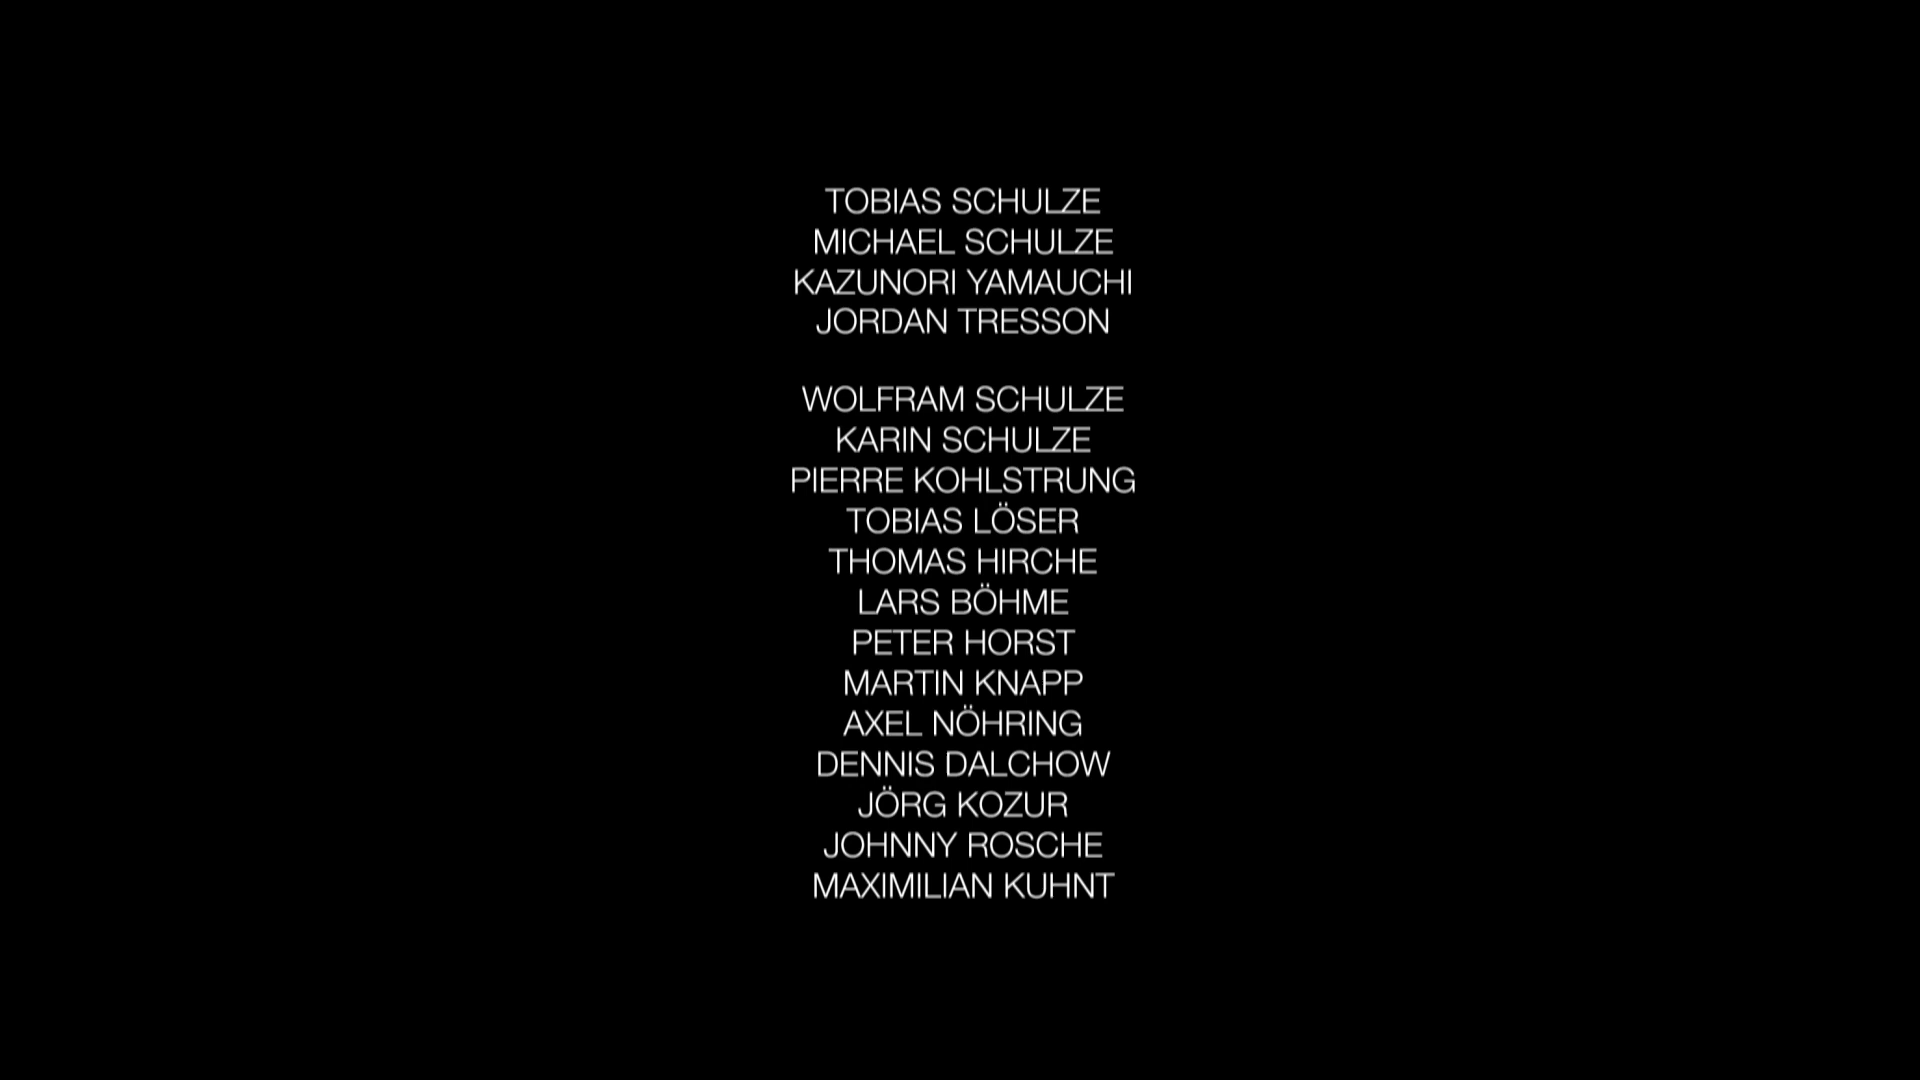 TOBIAS SCHULZE
MICHAEL SCHULZE
KAZUNORI YAMAUCHI
JORDAN TRESSON
WOLFRAM SCHULZE
KARIN SCHULZE
PIERRE KOHLSTRUNG
TOBIAS LÖSER
THOMAS HIRCHE
LARS BÖHME
PETER HORST
MARTIN KNAPP
AXEL NÖHRING
DENNIS DALCHOW
JÖRG KOZUR
JOHNNY ROSCHE
MAXIMILIAN KUHNT